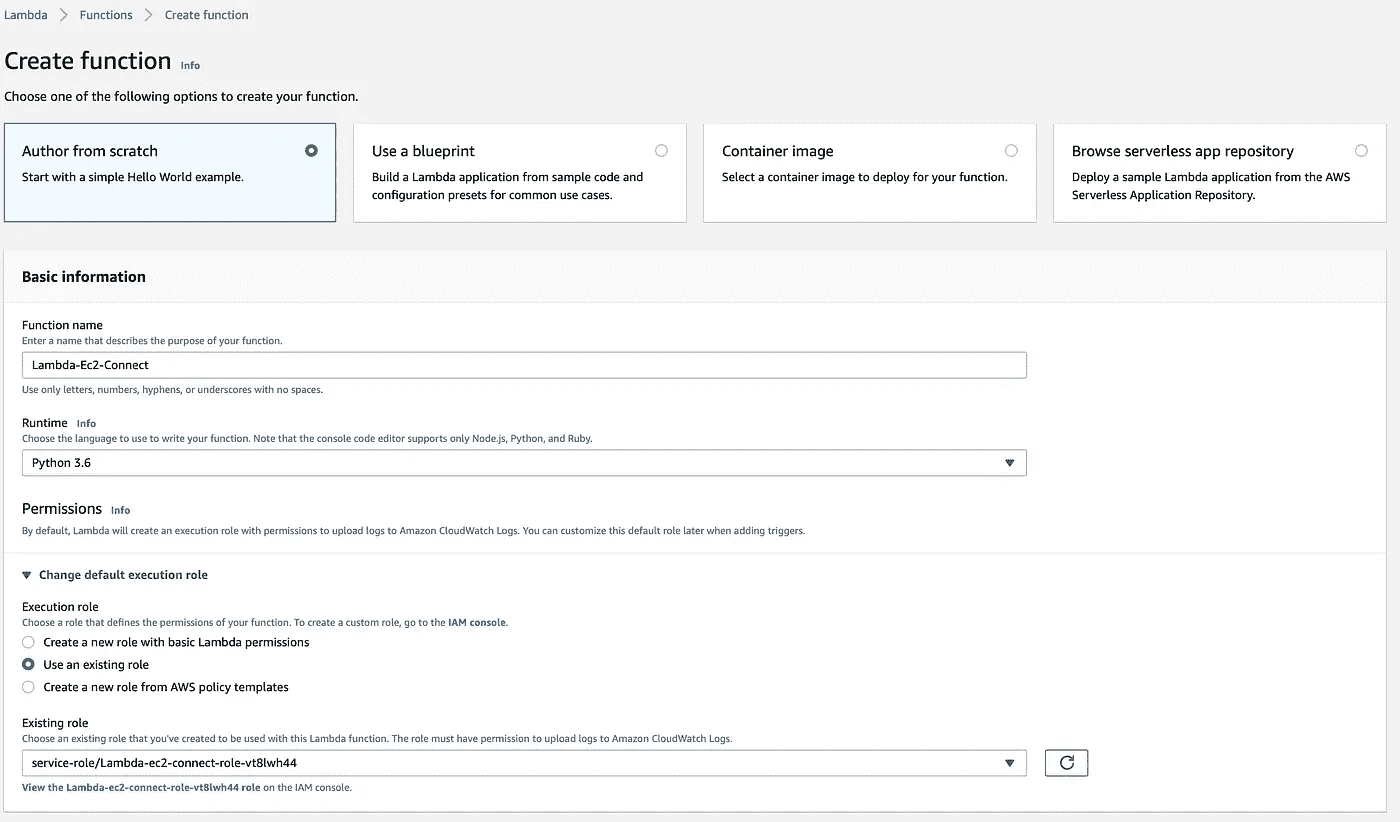 Lambda > Functions > Create function
Create function Info
Choose one of the following options to create your function.
Author from scratch
Start with a simple Hello World example.
Use a blueprint
Build a Lambda application from sample code and
configuration presets for common use cases.
Container image
Select a container image to deploy for your function.
Browse serverless app repository
Deploy a sample Lambda application from the AWS
Serverless Application Repository.
Basic information
Function name
Enter a name that describes the purpose of your function.
Lambda-Ec2-Connect
Use only letters, numbers, hyphens, or underscores with no spaces.
Runtime Info
Choose the language to use to write your function. Note that the console code editor supports only Node.js, Python, and Ruby.
Python 3.6
Permissions Info
By default, Lambda will create an execution role with permissions to upload logs to Amazon CloudWatch Logs. You can customize this default role later when adding triggers.
Change default execution role
Execution role
Choose a role that defines the permissions of your function. To create a custom role, go to the IAM console.
Create a new role with basic Lambda permissions
Use an existing role
Create a new role from AWS policy templates
Existing role
Choose an existing role that you've created to be used with this Lambda function. The role must have permission to upload logs to Amazon CloudWatch Logs.
service-role/Lambda-ec2-connect-role-vt8lwh44
View the Lambda-ec2-connect-role-vt8lwh44 role on the IAM console.